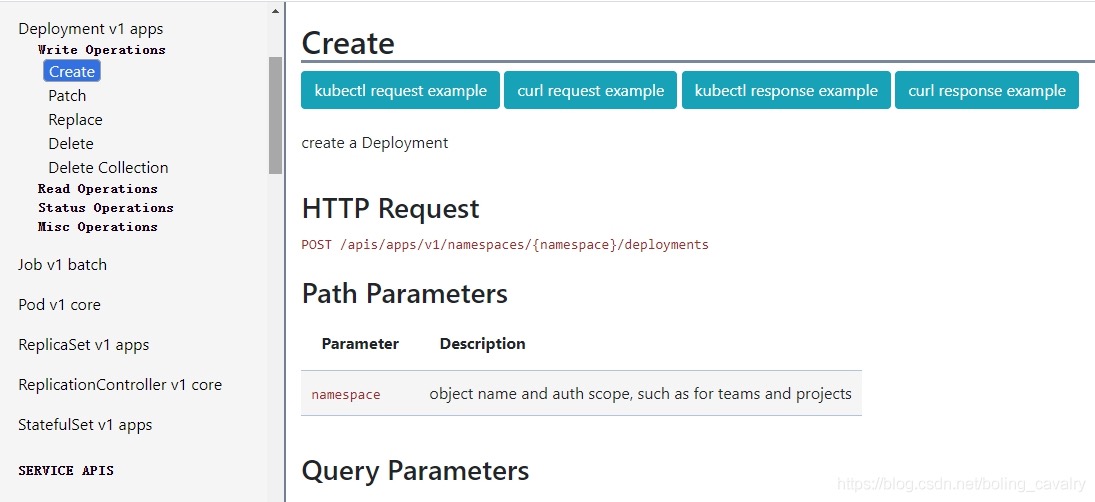 Deployment v1 apps
Write Operations
Create
Patch
Replace
Delete
Delete Collection
Read Operations
Status Operations
Misc Operations
Job v1 batch
Pod v1 core
ReplicaSet v1 apps
ReplicationController v1 core
StatefulSet v1 apps
SERVICE APIS
Create
kubectl request example curl request example kubectl response example curl response example
create a Deployment
HTTP Request
POST /apis/apps/v1/namespaces/{namespace}/deployments
Path Parameters
Parameter Description
namespace object name and auth scope, such as for teams and projects
Query Parameters
https://blog.csdn.net/boling_cavalry